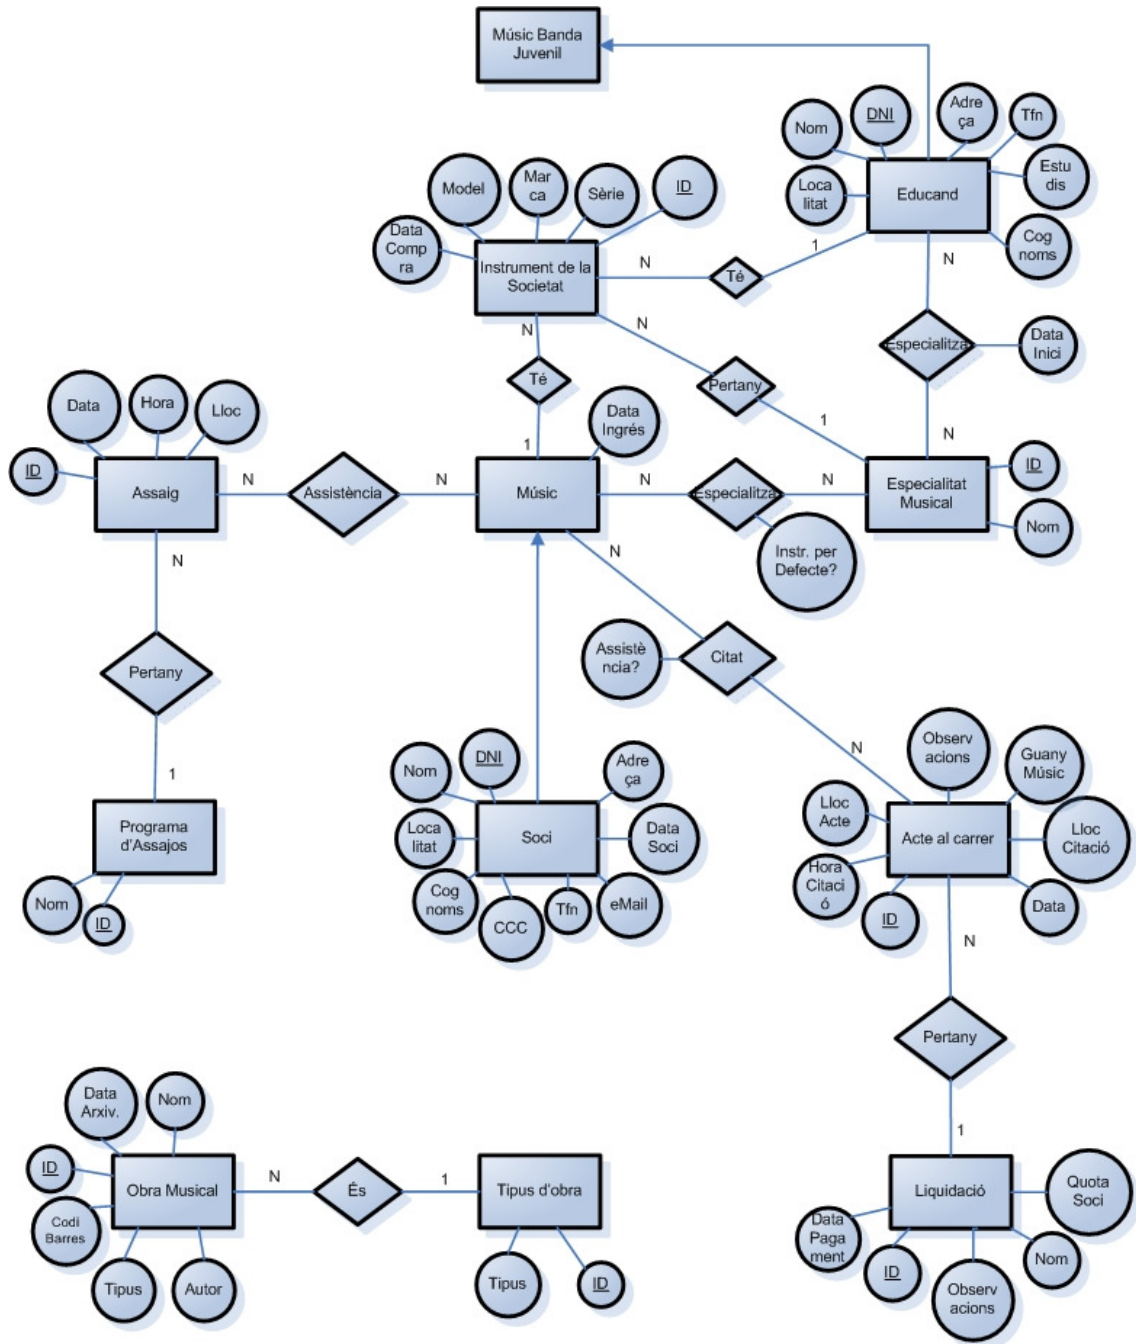 Músic Banda
Juvenil
Nom
DNI
Adre
ça
Tfn
Estu
dis
Loca
litat
Educand
Cog
noms
Data
Comp
ra
Model
Mar
ca
Sèrie
ID
Instrument de la
Societat
N
Té
1
N
N
N
Té
1
Pertany
1
Especialitza
Data
Inici
N
ID
Data
Hora
Lloc
Assaig
N
Assistència
N
Músic
Data
Ingrés
N
Especialitza
N
Instr. per
Defecte?
Especialitat
Musical
ID
Nom
N
Pertany
1
Programa
d'Assajos
Nom
ID
N
Assistè
ncia?
Citat
N
Nom
DNI
Adre
ça
Loca
litat
Soci
Data
Soci
Cog
noms
CCC
Tfn
eMail
Observ
acions
Guany
Músic
Lloc
Acte
Acte al carrer
Lloc
Citació
Hora
Citaci
ó
ID
Data
N
Pertany
1
Data
Arxiv.
Nom
ID
Obra Musical
Codi
Barres
Tipus
Autor
N
És
1
Tipus d'obra
Tipus
ID
Liquidació
Quota
Soci
Data
Paga
ment
ID
Observ
acions
Nom